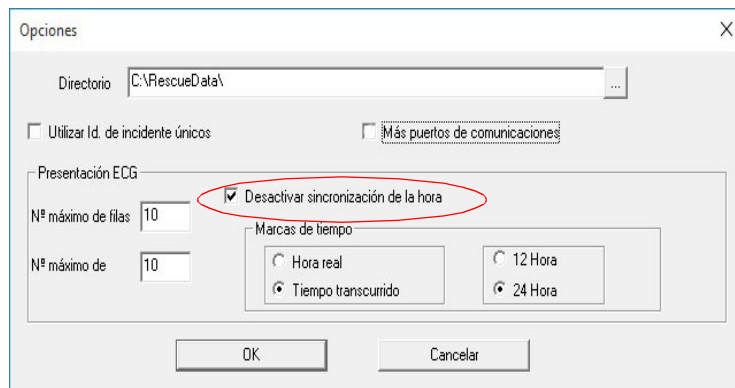 Opciones
Directorio C:\RescueData\ ...
Utilizar Id. de incidente únicos Más puertos de comunicaciones
Presentación ECG
Desactivar sincronización de la hora
Nº máximo de filas 10
Marcas de tiempo
Hora real 12 Hora
Nº máximo de 10
Tiempo transcurrido 24 Hora
OK Cancelar